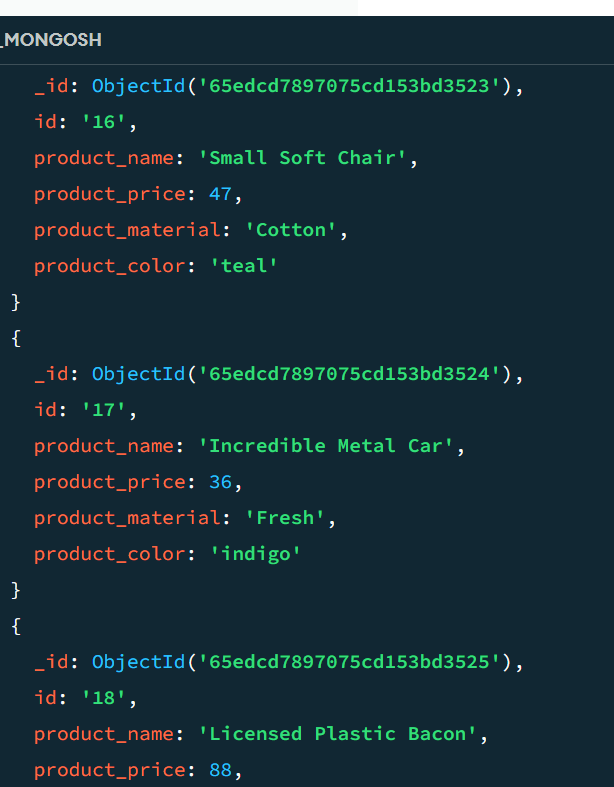 _MONGOSH
_id: ObjectId('65edcd7897075cd153bd3523'),
id: '16',
product_name: 'Small Soft Chair',
product_price: 47,
product_material: 'Cotton',
product_color: 'teal'
}
{
_id: ObjectId('65edcd7897075cd153bd3524'),
id: '17',
product_name: 'Incredible Metal Car',
product_price: 36,
product_material: 'Fresh',
product_color: 'indigo'
}
{
_id: ObjectId('65edcd7897075cd153bd3525'),
id: '18',
product_name: 'Licensed Plastic Bacon',
product_price: 88,